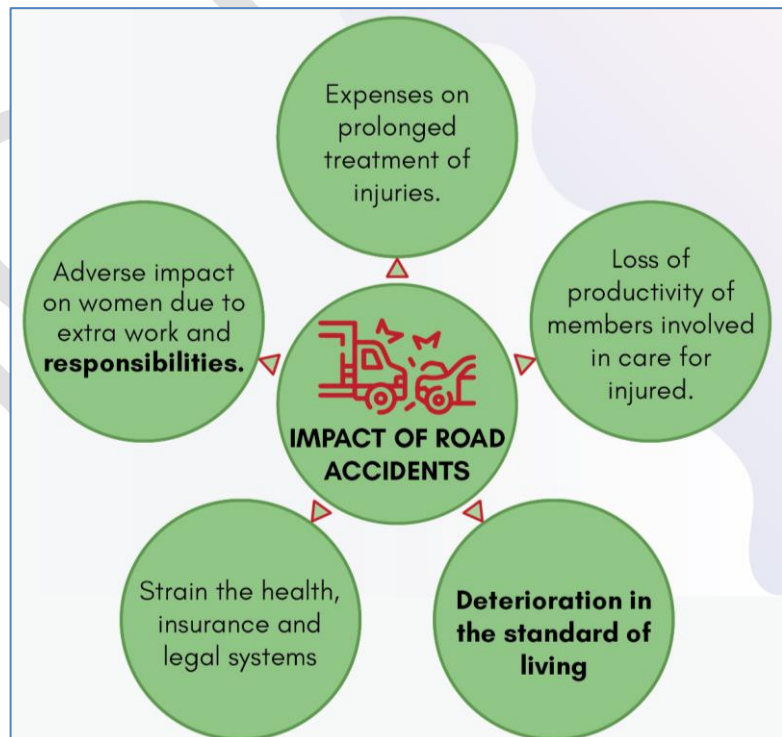 Expenses on
prolonged
treatment of
injuries.
Adverse impact
on women due to
extra work and
responsibilities.
Loss of
productivity of
members involved
in care for
injured.
IMPACT OF ROAD
ACCIDENTS
Strain the health,
insurance and
legal systems
Deterioration in
the standard of
living